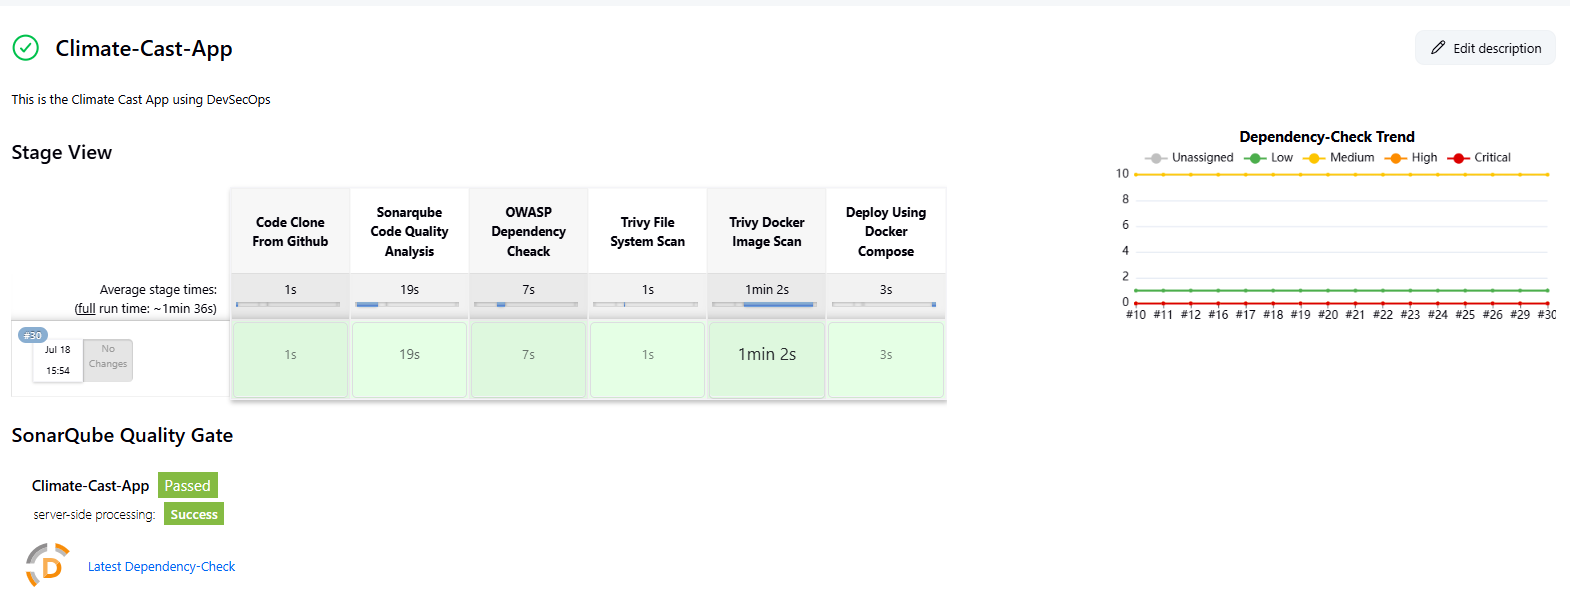 Climate-Cast-App
Edit description
This is the Climate Cast App using DevSecOps
Stage View
Code Clone
From Github
Sonarqube
Code Quality
Analysis
OWASP
Dependency
Cheack
Trivy File
System Scan
Trivy Docker
Image Scan
Deploy Using
Docker
Compose
Average stage times:
(full run time: ~1min 36s)
1s
19s
7s
1s
1min 2s
3s
#30
Jul 18
15:54
No
Changes
1s
19s
7s
1s
1min 2s
3s
Dependency-Check Trend
Unassigned Low Medium High Critical
10
8
6
4
2
0
#10 #11 #12 #16 #17 #18 #19 #20 #21 #22 #23 #24 #25 #26 #29 #30
SonarQube Quality Gate
Climate-Cast-App Passed
server-side processing: Success
D
Latest Dependency-Check